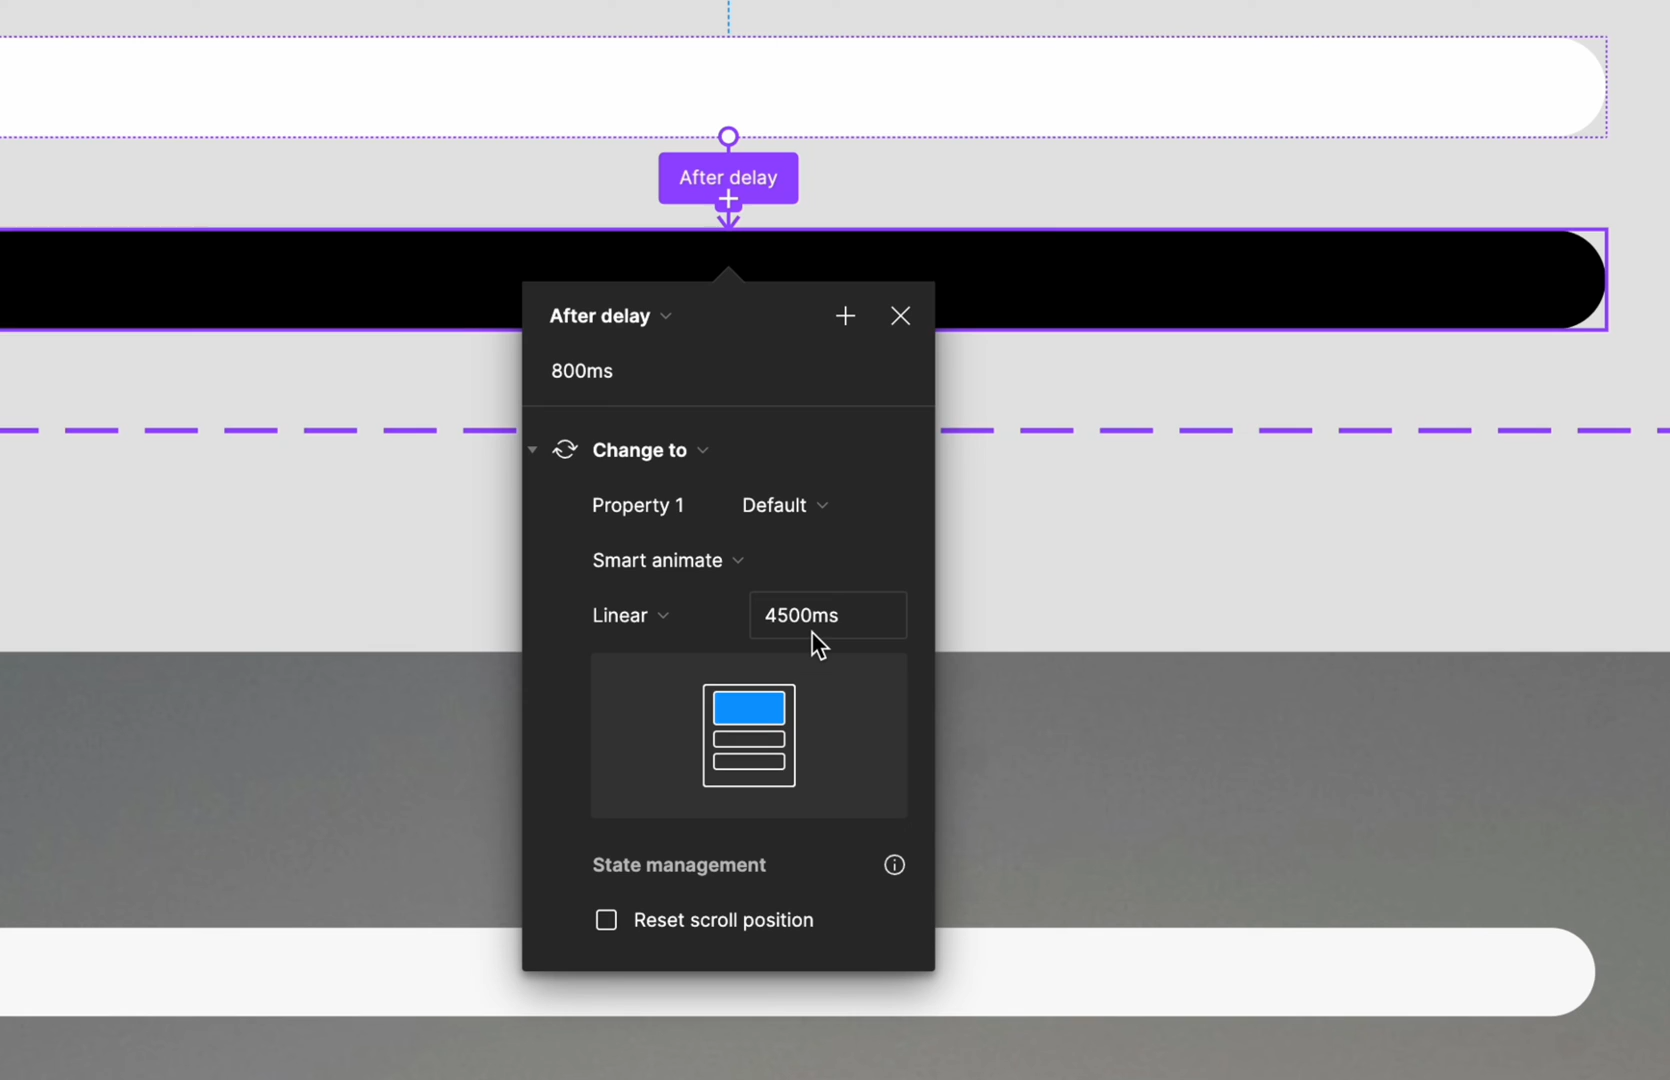 After delay
After delay
800ms
Change to
Property 1 Default
Smart animate
Linear 4500ms
State management
Reset scroll position